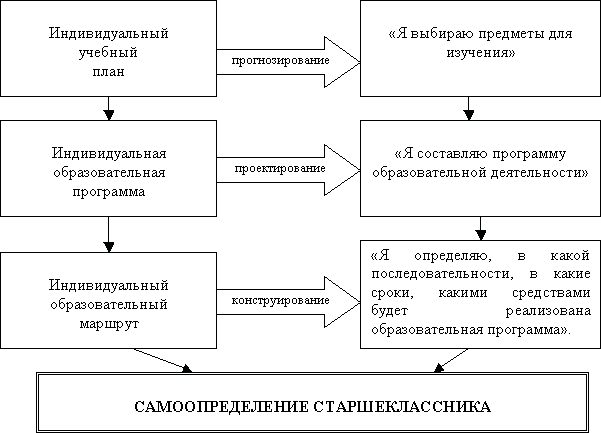 Индивидуальный
учебный
план
прогнозирование
«Я выбираю предметы для
изучения»
Индивидуальная
образовательная
программа
проектирование
«Я составляю программу
образовательной деятельности»
Индивидуальный
образовательный
маршрут
конструирование
«Я определяю, в какой
последовательности, в какие
сроки, какими средствами
будет реализована
образовательная программа».
САМООПРЕДЕЛЕНИЕ СТАРШЕКЛАССНИКА